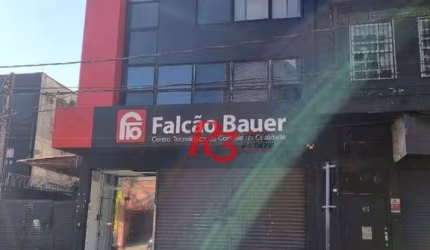 Falcão Bauer
Centro Tecnológico de Controle da Qualidade